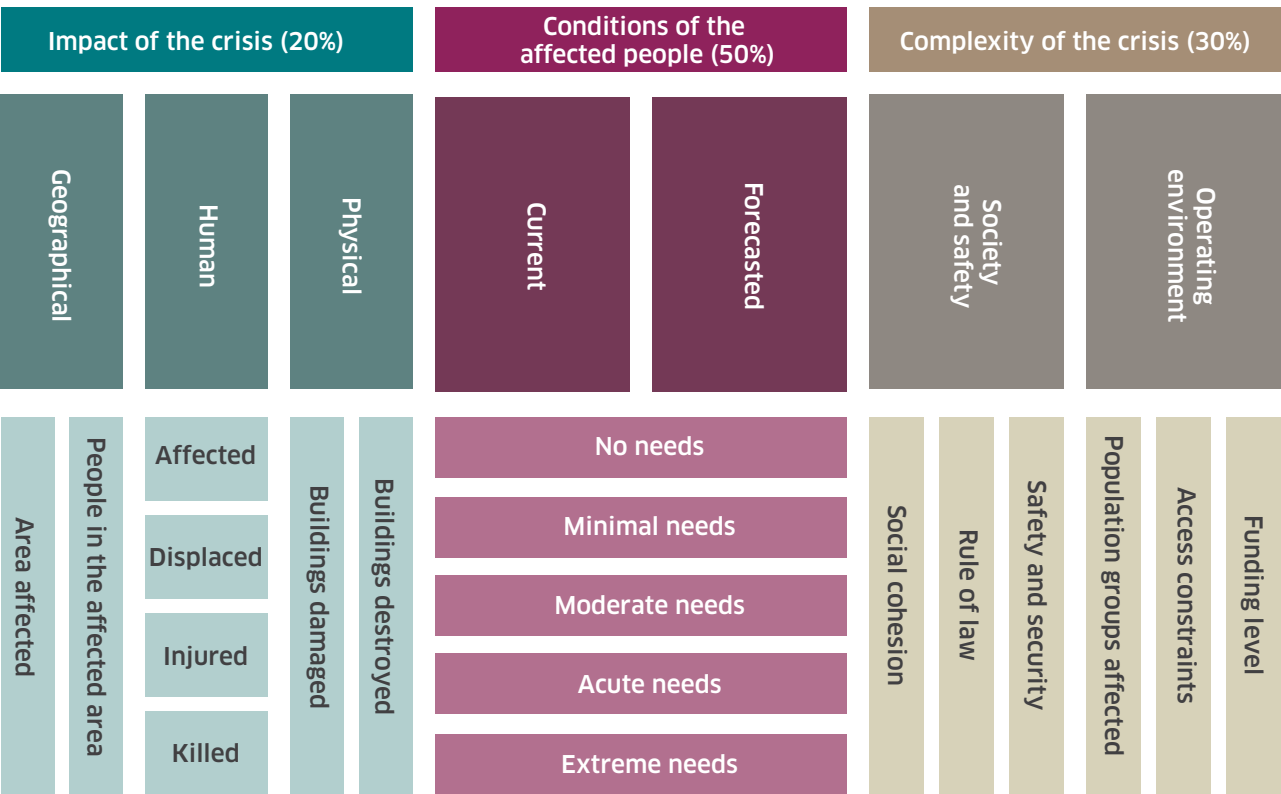 Impact of the crisis (20%)
Conditions of the
affected people (50%)
Complexity of the crisis (30%)
Geographical
Human
Physical
Current
Forecasted
Society
and safety
Operating
environment
Area affected
People in the affected area
Affected
Displaced
Injured
Killed
Buildings damaged
Buildings destroyed
No needs
Minimal needs
Moderate needs
Acute needs
Extreme needs
Social cohesion
Rule of law
Safety and security
Population groups affected
Access constraints
Funding level